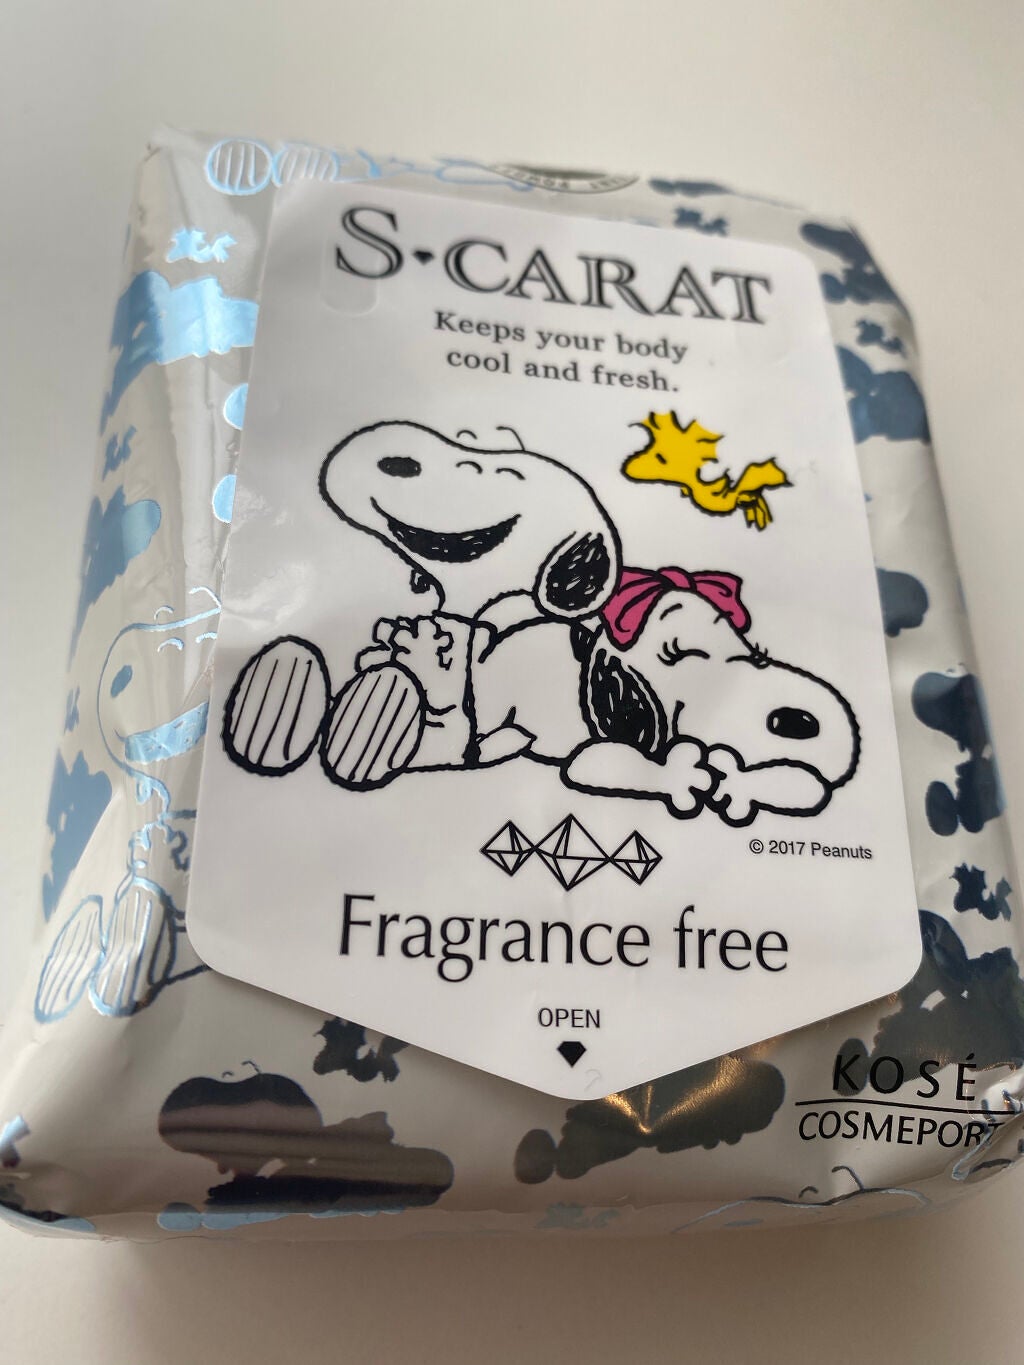 S·CARAT
Keeps your body
cool and fresh.
© 2017 Peanuts
Fragrance free
OPEN
KOSÉ
COSMEPORT